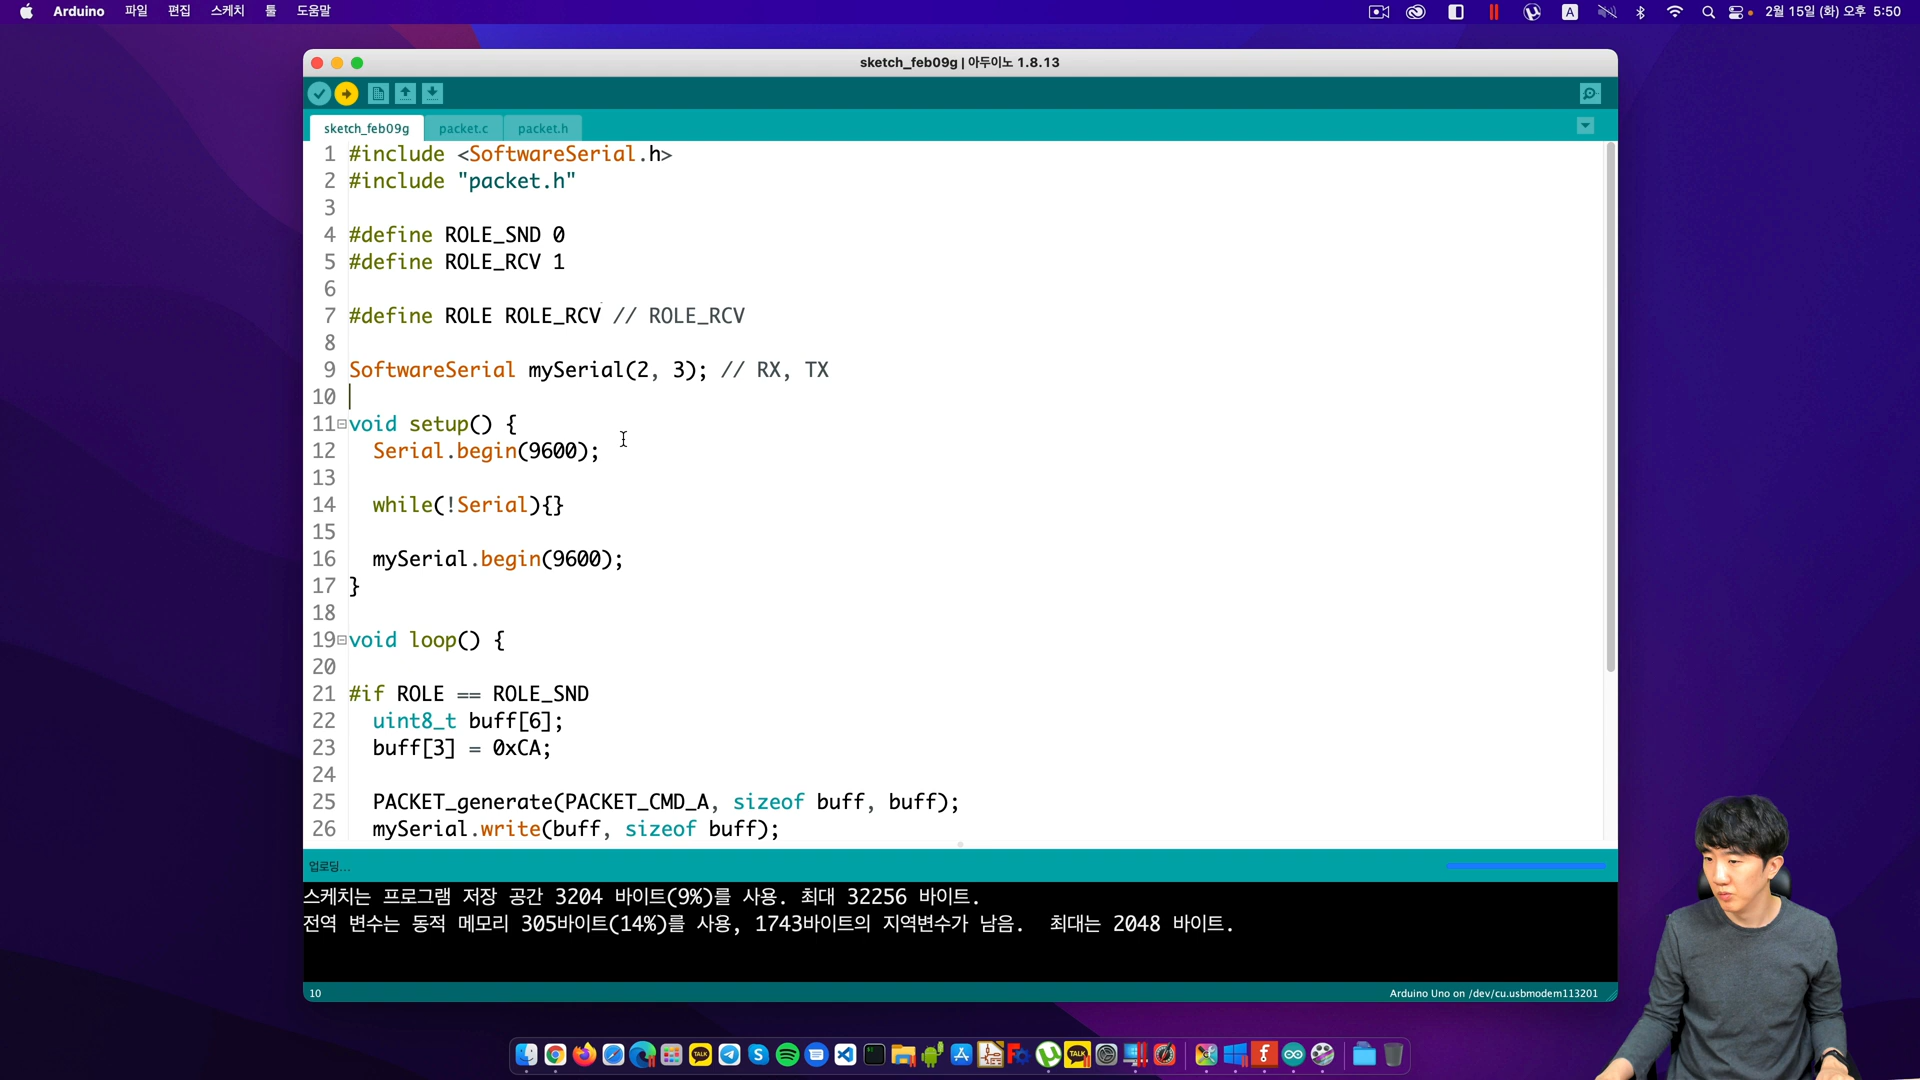 Arduino 파일 편집 스케치 툴 도움말
A 2월 15일 (화) 오후 5:50
sketch_feb09g | 아두이노 1.8.13
sketch_feb09g packet.c packet.h
1 #include <SoftwareSerial.h>
2 #include "packet.h"
3
4 #define ROLE_SND 0
5 #define ROLE_RCV 1
6
7 #define ROLE ROLE_RCV // ROLE_RCV
8
9 SoftwareSerial mySerial(2, 3); // RX, TX
10
11 void setup() {
12 Serial.begin(9600);
13
14 while(!Serial){}
15
16 mySerial.begin(9600);
17 }
18
19 void loop() {
20
21 #if ROLE == ROLE_SND
22 uint8_t buff[6];
23 buff[3] = 0xCA;
24
25 PACKET_generate(PACKET_CMD_A, sizeof buff, buff);
26 mySerial.write(buff, sizeof buff);
업로딩...
스케치는 프로그램 저장 공간 3204 바이트(9%)를 사용. 최대 32256 바이트.
전역 변수는 동적 메모리 305바이트(14%)를 사용, 1743바이트의 지역변수가 남음. 최대는 2048 바이트.
10 Arduino Uno on /dev/cu.usbmodem113201
TALK TALK